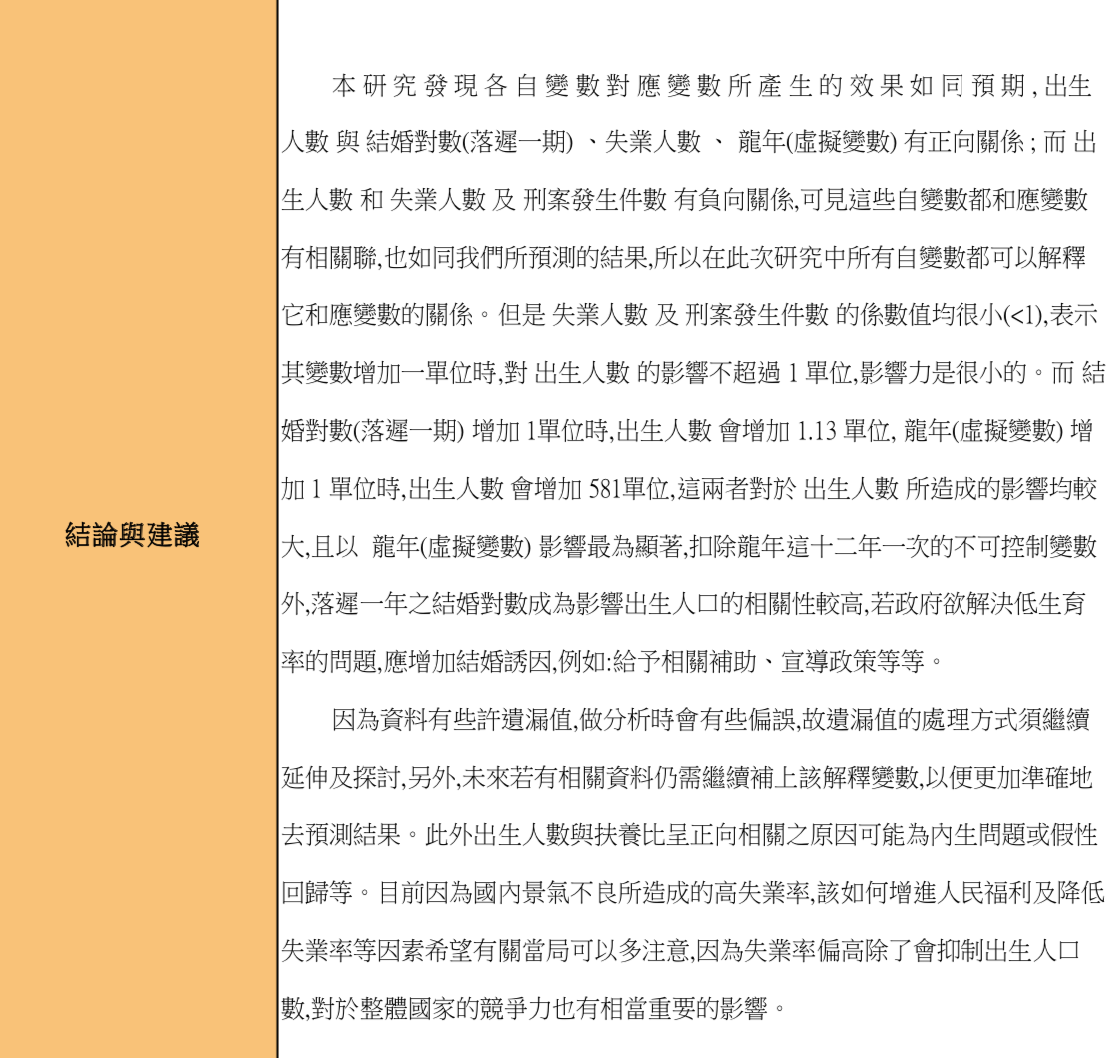 結論與建議
本研究發現各自變數對應變數所產生的效果如同預期,出生
人數 與 結婚對數(落遲一期) 、失業人數 、 龍年(虛擬變數) 有正向關係 ; 而 出
生人數 和 失業人數 及 刑案發生件數 有負向關係,可見這些自變數都和應變數
有相關聯,也如同我們所預測的結果,所以在此次研究中所有自變數都可以解釋
它和應變數的關係。但是 失業人數 及 刑案發生件數 的係數值均很小(<1),表示
其變數增加一單位時,對 出生人數 的影響不超過 1 單位,影響力是很小的。而 結
婚對數(落遲一期) 增加 1單位時,出生人數 會增加 1.13 單位, 龍年(虛擬變數) 增
加 1 單位時,出生人數 會增加 581單位,這兩者對於 出生人數 所造成的影響均較
大,且以 龍年(虛擬變數) 影響最為顯著,扣除龍年這十二年一次的不可控制變數
外,落遲一年之結婚對數成為影響出生人口的相關性較高,若政府欲解決低生育
率的問題,應增加結婚誘因,例如:給予相關補助、宣導政策等等。
因為資料有些許遺漏值,做分析時會有些偏誤,故遺漏值的處理方式須繼續
延伸及探討,另外,未來若有相關資料仍需繼續補上該解釋變數,以便更加準確地
去預測結果。此外出生人數與扶養比呈正向相關之原因可能為內生問題或假性
回歸等。目前因為國內景氣不良所造成的高失業率,該如何增進人民福利及降低
失業率等因素希望有關當局可以多注意,因為失業率偏高除了會抑制出生人口
數,對於整體國家的競爭力也有相當重要的影響。